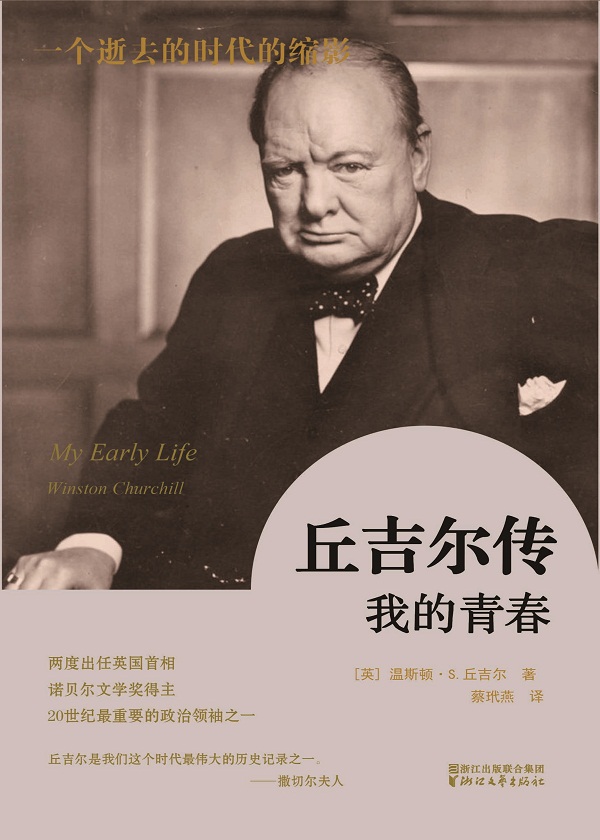 一个逝去的时代的缩影
My Early Life
Winston Churchill
丘吉尔传
我的青春
两度出任英国首相
诺贝尔文学奖得主
20世纪最重要的政治领袖之一
[英] 温斯顿·S.丘吉尔 著
蔡玳燕 译
丘吉尔是我们这个时代最伟大的历史记录之一。
——撒切尔夫人
浙江出版联合集团
浙江文艺出版社